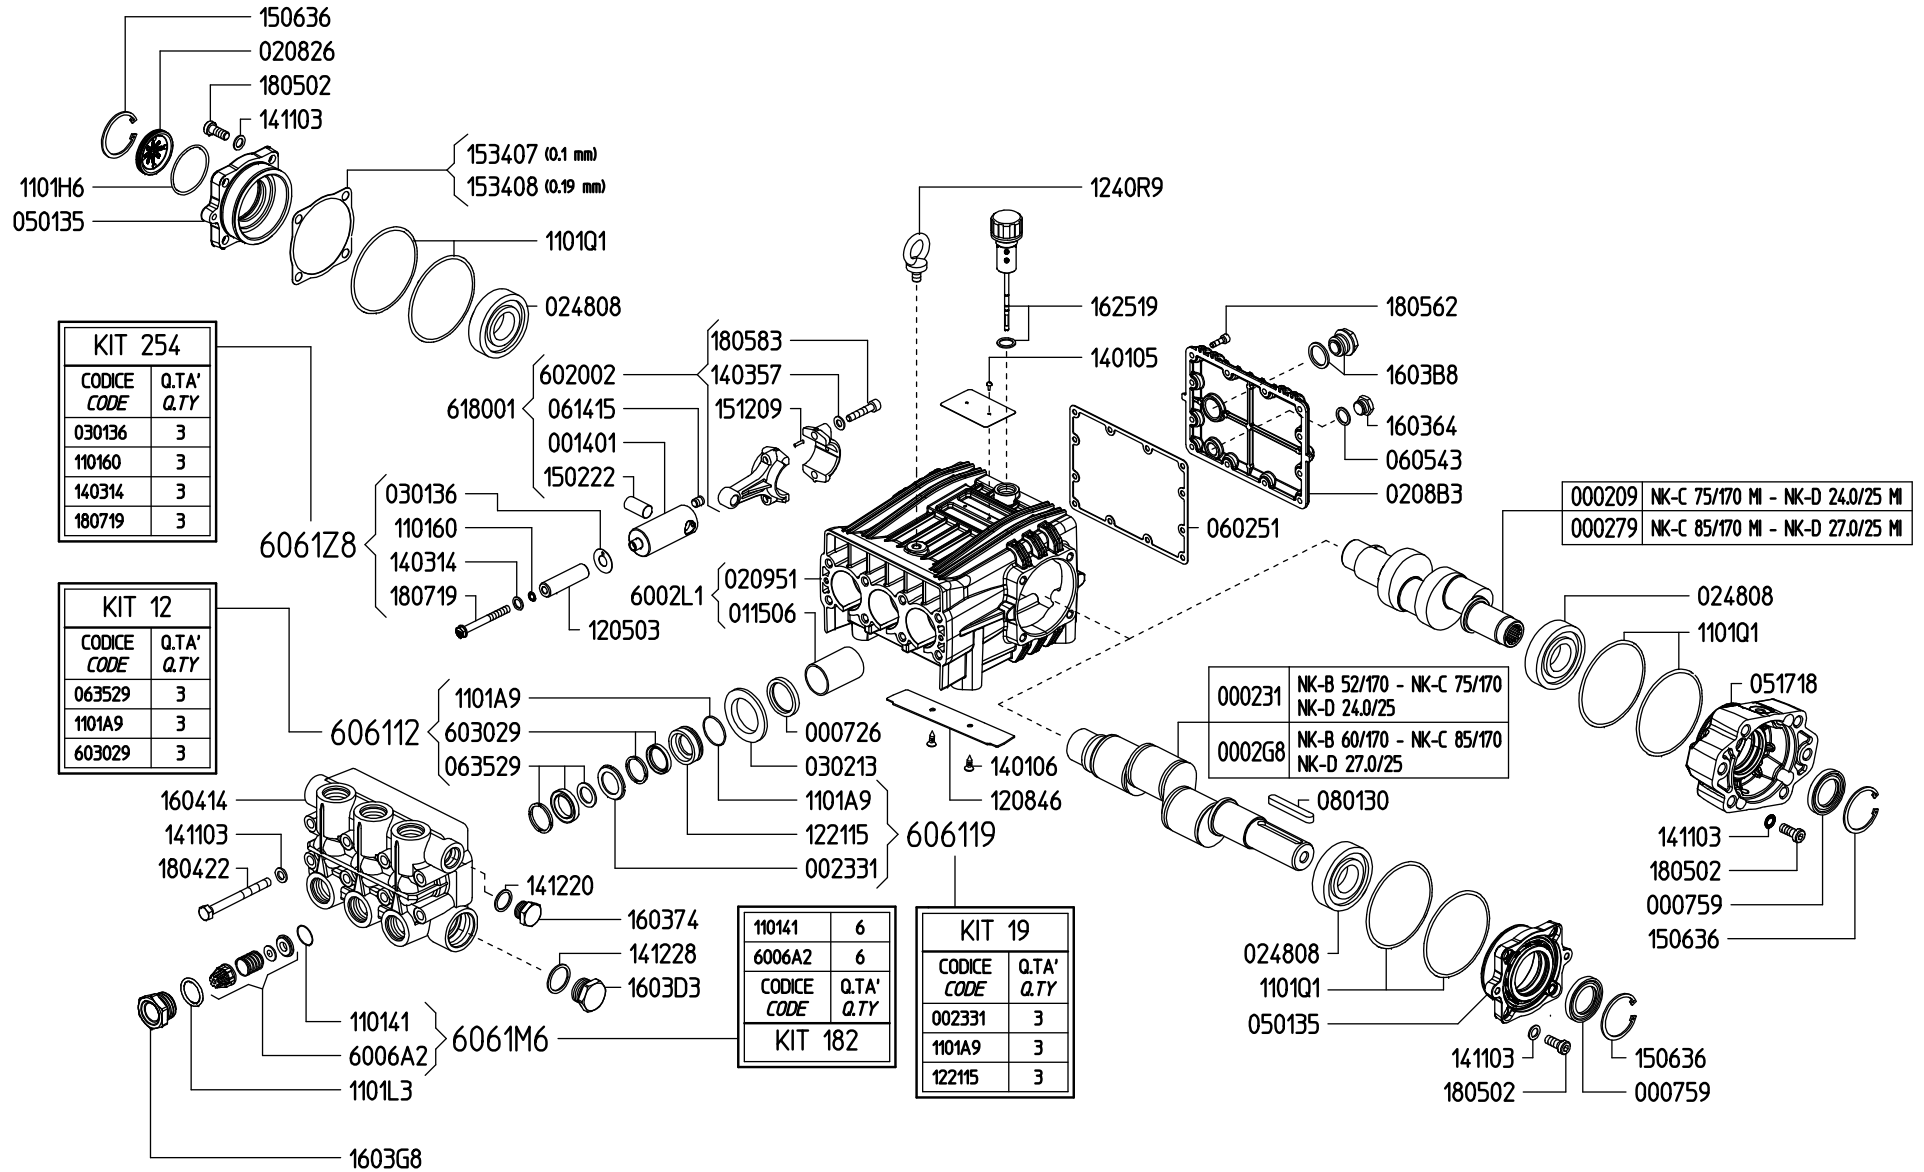 150636
020826
180502
141103
1101H6
050135
153407 (0.1 mm)
153408 (0.19 mm)
1101Q1
024808
KIT 254
CODICE CODE Q.TA' Q.TY
030136 3
110160 3
140314 3
180719 3
6061Z8
030136
110160
140314
180719
120503
618001
602002
061415
001401
150222
180583
140357
151209
1240R9
162519
140105
180562
1603B8
160364
060543
0208B3
060251
6002L1
020951
011506
000209 NK-C 75/170 MI - NK-D 24.0/25 MI
000279 NK-C 85/170 MI - NK-D 27.0/25 MI
024808
1101Q1
051718
141103
180502
000759
150636
KIT 12
CODICE CODE Q.TA' Q.TY
063529 3
1101A9 3
603029 3
606112
1101A9
603029
063529
000726
030213
1101A9
122115
002331
606119
140106
120846
000231 NK-B 52/170 - NK-C 75/170
NK-D 24.0/25
0002G8 NK-B 60/170 - NK-C 85/170
NK-D 27.0/25
080130
024808
1101Q1
050135
141103
180502
150636
000759
160414
141103
180422
141220
160374
141228
1603D3
110141
6006A2
6061M6
1101L3
1603G8
110141 6
6006A2 6
CODICE CODE Q.TA' Q.TY
KIT 182
KIT 19
CODICE CODE Q.TA' Q.TY
002331 3
1101A9 3
122115 3